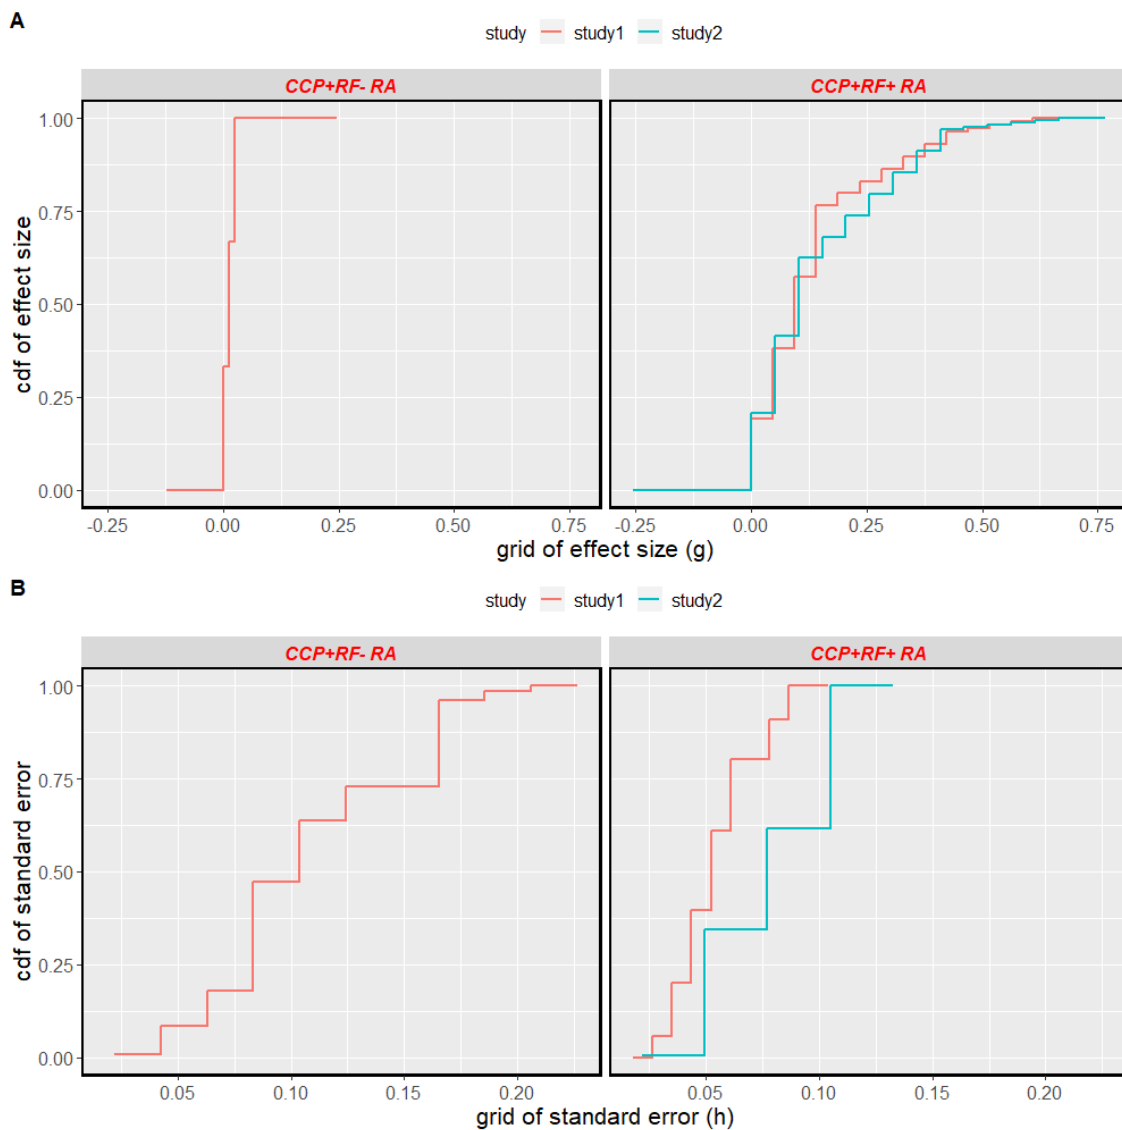 A
study study1 study2
CCP+RF- RA
CCP+RF+ RA
cdf of effect size
1.00
0.75
0.50
0.25
0.00
-0.25 0.00 0.25 0.50 0.75
-0.25 0.00 0.25 0.50 0.75
grid of effect size (g)
B
study study1 study2
CCP+RF- RA
CCP+RF+ RA
cdf of standard error
1.00
0.75
0.50
0.25
0.00
0.05 0.10 0.15 0.20
0.05 0.10 0.15 0.20
grid of standard error (h)